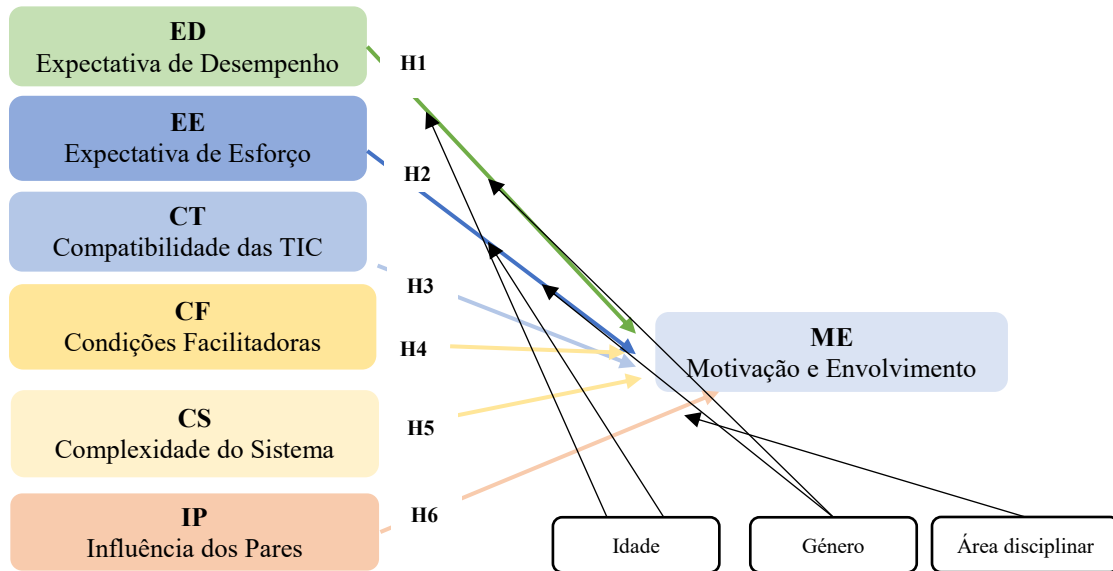 ED
Expectativa de Desempenho
H1
EE
Expectativa de Esforço
H2
CT
Compatibilidade das TIC
H3
CF
Condições Facilitadoras
H4
ME
Motivação e Envolvimento
CS
Complexidade do Sistema
H5
IP
Influência dos Pares
H6
Idade
Género
Área disciplinar